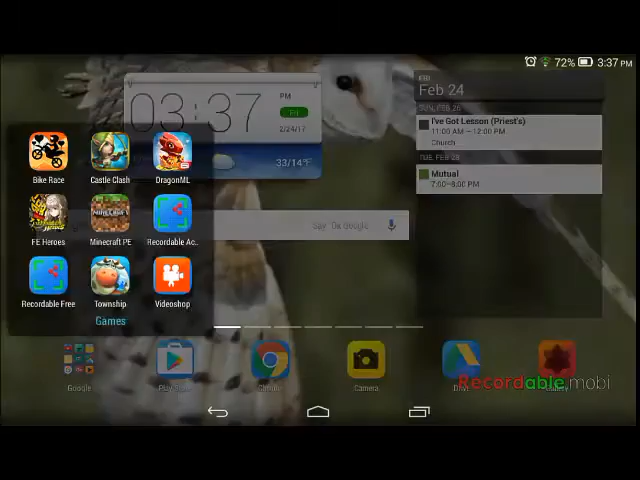 72% 3:37 PM
03:37 PM
Fri
2/24/17
33/14°F
FRI
Feb 24
SUN, FEB 26
I've Got Lesson (Priest's)
11:00 AM – 12:00 PM
Church
TUE, FEB 28
Mutual
7:00–8:00 PM
Bike Race Castle Clash DragonML
FE Heroes Minecraft PE Recordable Ac..
Recordable Free Township Videoshop
Games
Say "Ok Google"
Google Play Store Chrome Camera Drive Gallery
Recordable.mobi